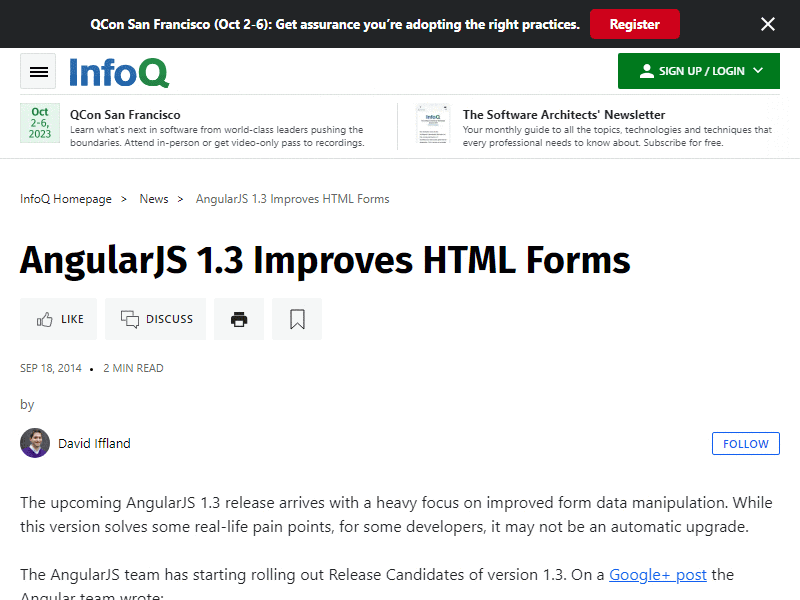 QCon San Francisco (Oct 2-6): Get assurance you're adopting the right practices.
Register
InfoQ
SIGN UP / LOGIN
Oct
2-6,
2023
QCon San Francisco
Learn what's next in software from world-class leaders pushing the
boundaries. Attend in-person or get video-only pass to recordings.
InfoQ
The Software Architects' Newsletter
Your monthly guide to all the topics, technologies and techniques that
every professional needs to know about. Subscribe for free.
InfoQ Homepage > News > AngularJS 1.3 Improves HTML Forms
AngularJS 1.3 Improves HTML Forms
LIKE
DISCUSS
SEP 18, 2014 • 2 MIN READ
by
David Iffland
FOLLOW
The upcoming AngularJS 1.3 release arrives with a heavy focus on improved form data manipulation. While
this version solves some real-life pain points, for some developers, it may not be an automatic upgrade.
The AngularJS team has starting rolling out Release Candidates of version 1.3. On a Google+ post the
Angular team wrote: